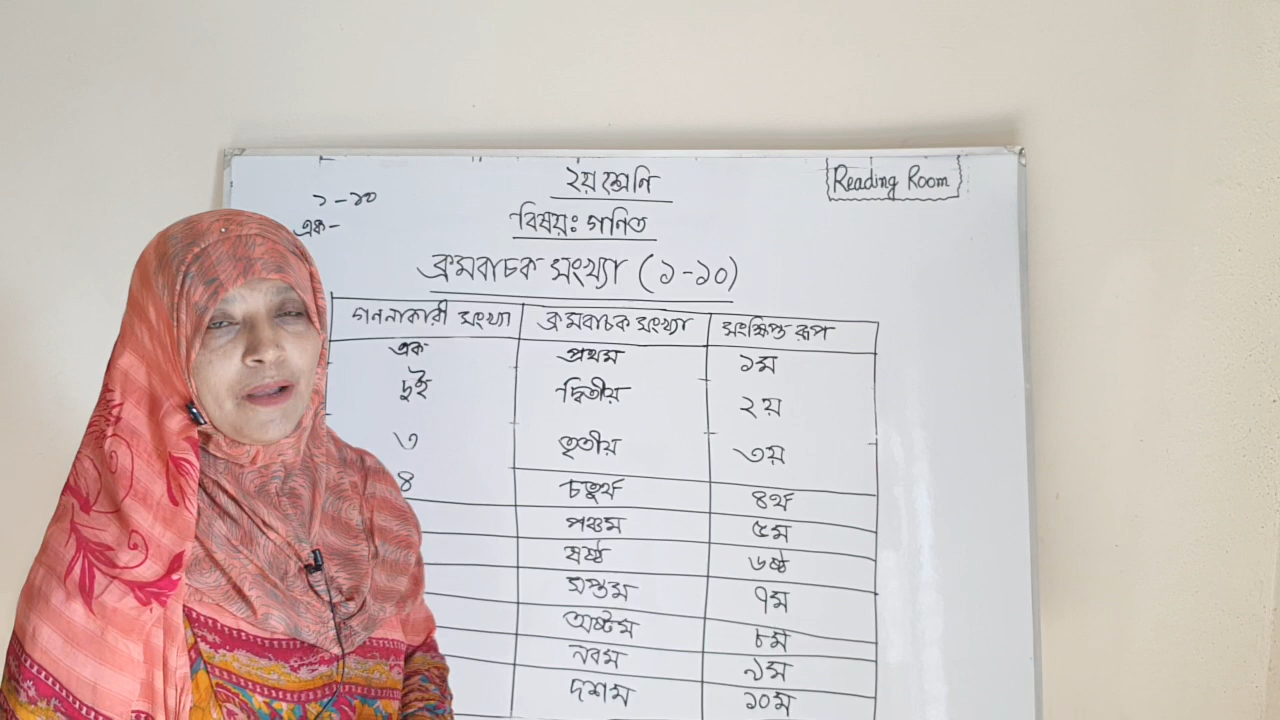 ২য় শ্রেণি
Reading Room
১-১০
এক-
বিষয়ঃ গনিত
ক্রমবাচক সংখ্যা (১-১০)
গননাকারী সংখ্যা ক্রমবাচক সংখ্যা সংক্ষিপ্ত রূপ
এক প্রথম ১ম
দুই দ্বিতীয় ২য়
৩ তৃতীয় ৩য়
৪ চতুর্থ ৪র্থ
পঞ্চম ৫ম
ষষ্ঠ ৬ষ্ঠ
সপ্তম ৭ম
অষ্টম ৮ম
নবম ৯ম
দশম ১০ম